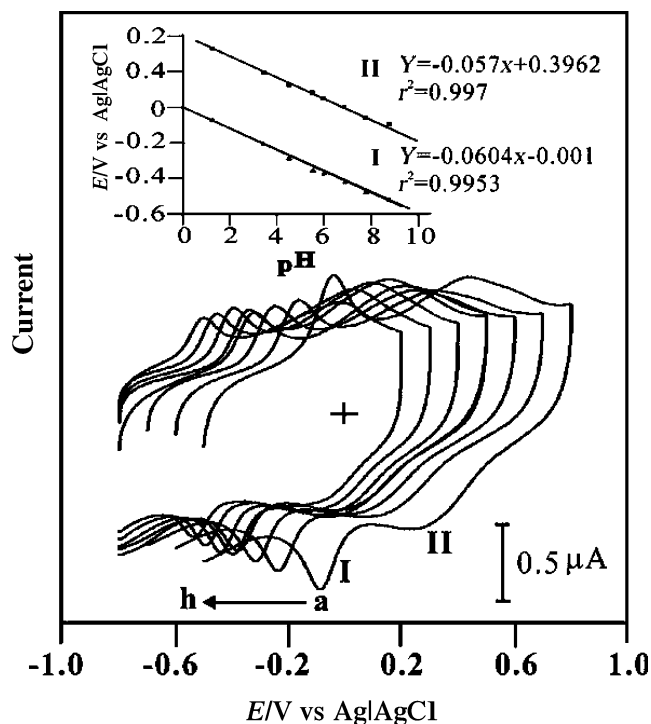 0.2
0.4
0
-0.2
-0.4
-0.6
E/V vs Ag|AgCl
II Y=-0.057x+0.3962
r²=0.997
I Y=-0.0604x-0.001
r²=0.9953
0 2 4 6 8 10
pH
Current
I
II
0.5 μA
h a
-1.0 -0.6 -0.2 0.2 0.6 1.0
E/V vs Ag|AgCl